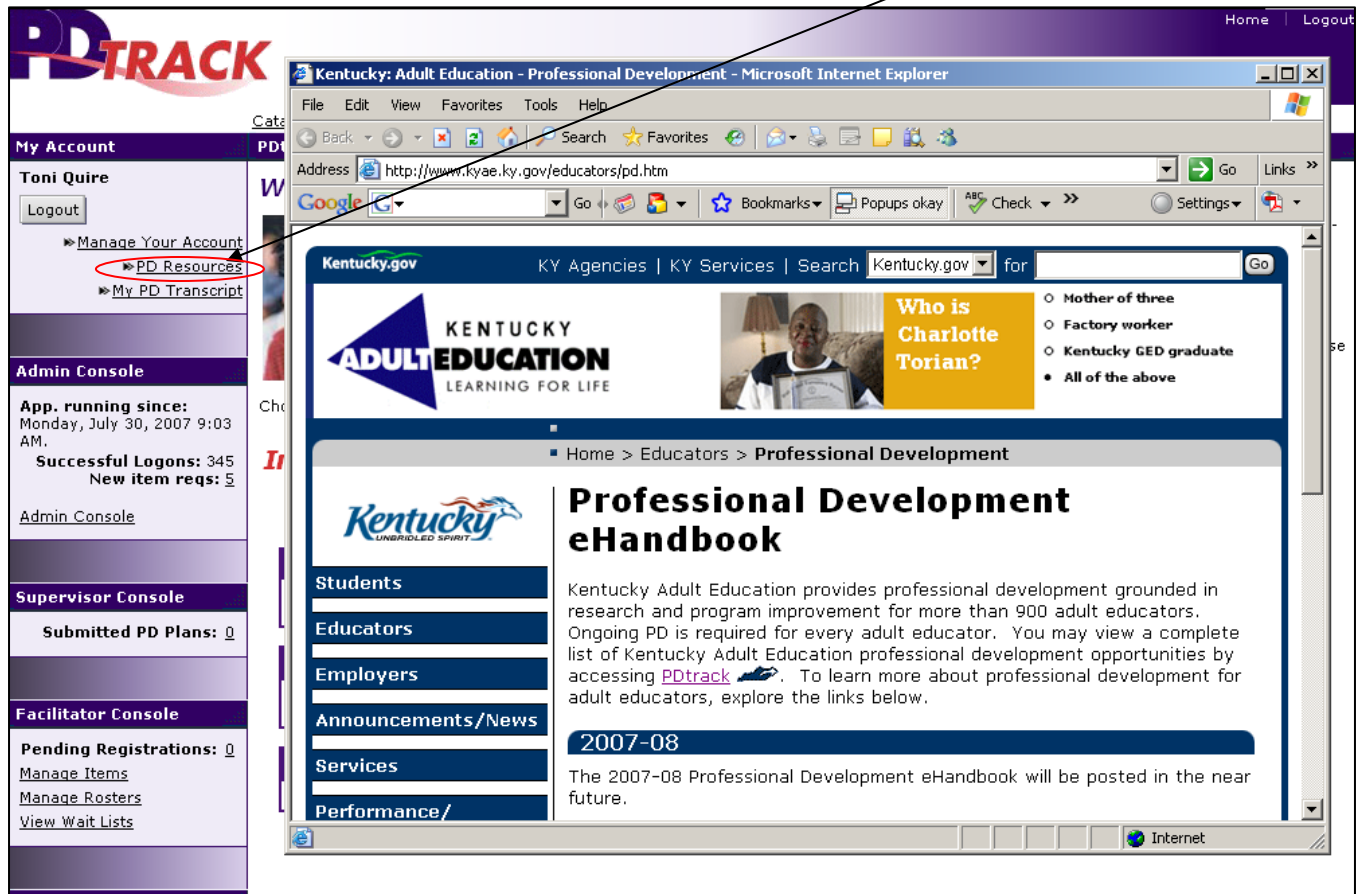 Home | Logout
PDTRACK
Cata
My Account
PDt
Toni Quire
Logout
Manage Your Account
PD Resources
My PD Transcript
W
Admin Console
App. running since:
Monday, July 30, 2007 9:03
AM.
Successful Logons: 345
New item reqs: 5
Admin Console
Cho
Supervisor Console
Submitted PD Plans: 0
Facilitator Console
Pending Registrations: 0
Manage Items
Manage Rosters
View Wait Lists
se
Kentucky: Adult Education - Professional Development - Microsoft Internet Explorer
File Edit View Favorites Tools Help
Back Search Favorites
Address http://www.kyae.ky.gov/educators/pd.htm Go Links »
Google G Go Bookmarks Popups okay ABC Check » Settings
Kentucky.gov KY Agencies | KY Services | Search Kentucky.gov for Go
KENTUCKY
ADULTEDUCATION
LEARNING FOR LIFE
Who is
Charlotte
Torian?
Mother of three
Factory worker
Kentucky GED graduate
All of the above
Home > Educators > Professional Development
Kentucky
UNBRIDLED SPIRIT
Students
Educators
Employers
Announcements/News
Services
Performance/
Professional Development
eHandbook
Kentucky Adult Education provides professional development grounded in
research and program improvement for more than 900 adult educators.
Ongoing PD is required for every adult educator. You may view a complete
list of Kentucky Adult Education professional development opportunities by
accessing PDtrack. To learn more about professional development for
adult educators, explore the links below.
2007-08
The 2007-08 Professional Development eHandbook will be posted in the near
future.
Internet